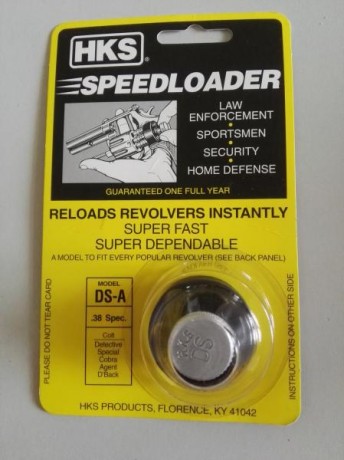 HKS
SPEEDLOADER
LAW
ENFORCEMENT
SPORTSMEN
SECURITY
HOME DEFENSE
GUARANTEED ONE FULL YEAR
RELOADS REVOLVERS INSTANTLY
SUPER FAST
SUPER DEPENDABLE
A MODEL TO FIT EVERY POPULAR REVOLVER (SEE BACK PANEL)
MODEL
DS-A
.38 Spec.
Colt
Detective
Special
Cobra
Agent
D'Back
PLEASE DO NOT TEAR CARD
INSTRUCTIONS ON OTHER SIDE
HKS PRODUCTS, FLORENCE, KY 41042